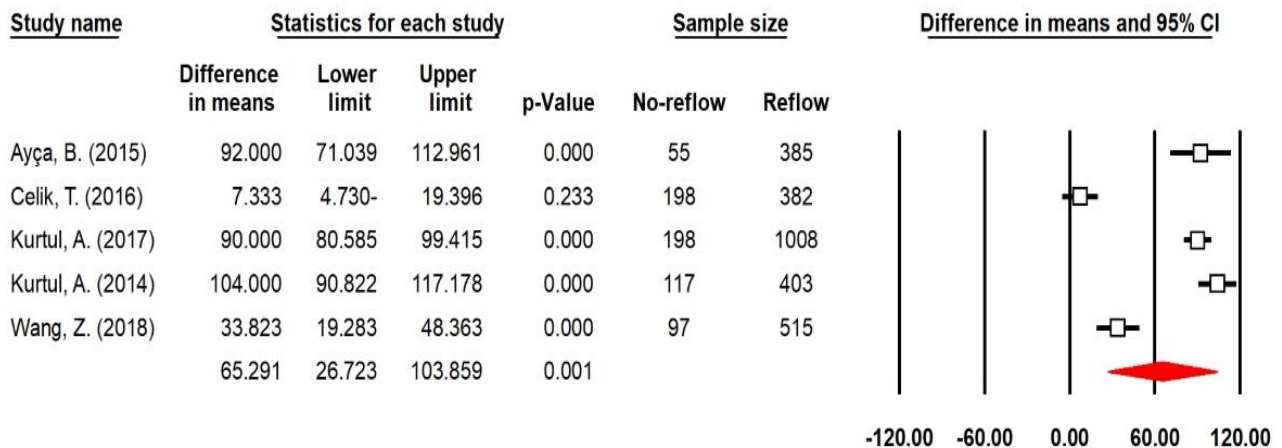 Study name Statistics for each study Sample size Difference in means and 95% CI
Difference in means Lower limit Upper limit p-Value No-reflow Reflow
Ayça, B. (2015) 92.000 71.039 112.961 0.000 55 385
Celik, T. (2016) 7.333 4.730- 19.396 0.233 198 382
Kurtul, A. (2017) 90.000 80.585 99.415 0.000 198 1008
Kurtul, A. (2014) 104.000 90.822 117.178 0.000 117 403
Wang, Z. (2018) 33.823 19.283 48.363 0.000 97 515
65.291 26.723 103.859 0.001
-120.00 -60.00 0.00 60.00 120.00